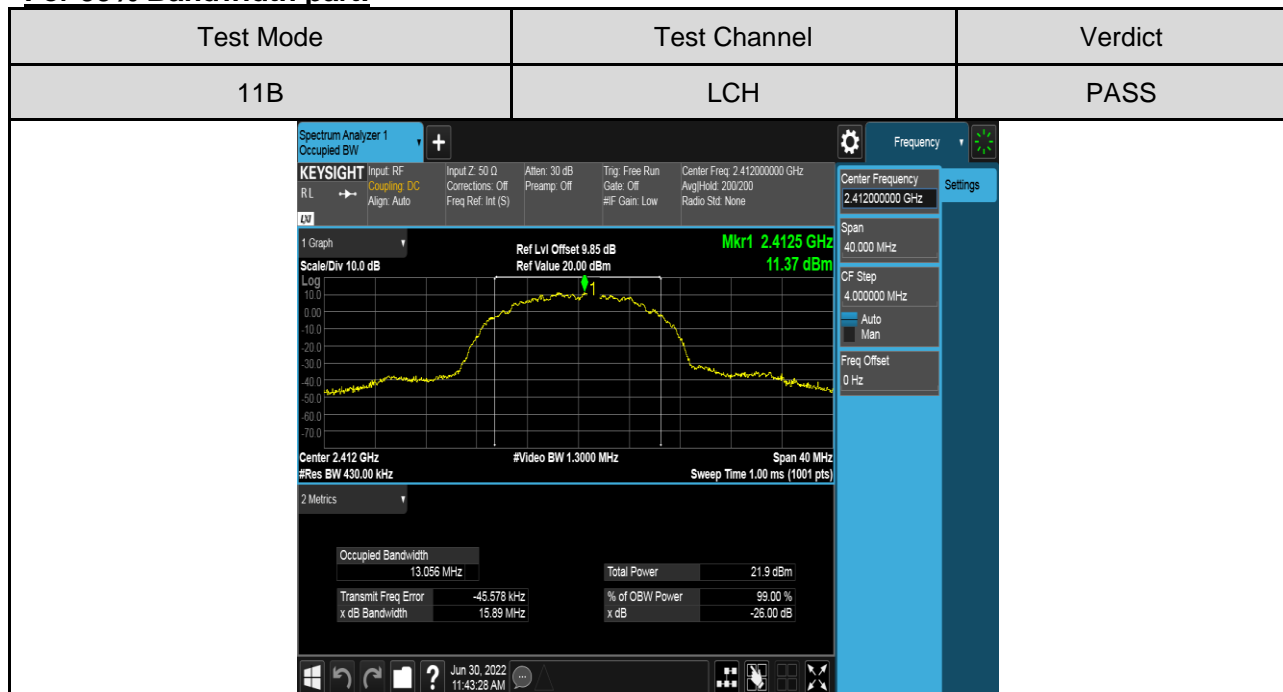 Test Mode Test Channel Verdict
11B LCH PASS
Spectrum Analyzer 1
Occupied BW
+
Frequency
KEYSIGHT Input: RF Input Z: 50 Ω Atten: 30 dB Trig: Free Run Center Freq: 2.412000000 GHz
RL Coupling: DC Corrections: Off Preamp: Off Gate: Off Avg|Hold: 200/200
Align: Auto Freq Ref: Int (S) #IF Gain: Low Radio Std: None
LXI
Center Frequency
2.412000000 GHz
Settings
Span
40.000 MHz
CF Step
4.000000 MHz
Auto
Man
Freq Offset
0 Hz
1 Graph
Ref Lvl Offset 9.85 dB Mkr1 2.4125 GHz
Scale/Div 10.0 dB Ref Value 20.00 dBm 11.37 dBm
Log
10.0
0.00
-10.0
-20.0
-30.0
-40.0
-50.0
-60.0
-70.0
1
Center 2.412 GHz #Video BW 1.3000 MHz Span 40 MHz
#Res BW 430.00 kHz Sweep Time 1.00 ms (1001 pts)
2 Metrics
Occupied Bandwidth
13.056 MHz Total Power 21.9 dBm
Transmit Freq Error -45.578 kHz % of OBW Power 99.00 %
x dB Bandwidth 15.89 MHz x dB -26.00 dB
?
Jun 30, 2022
11:43:28 AM